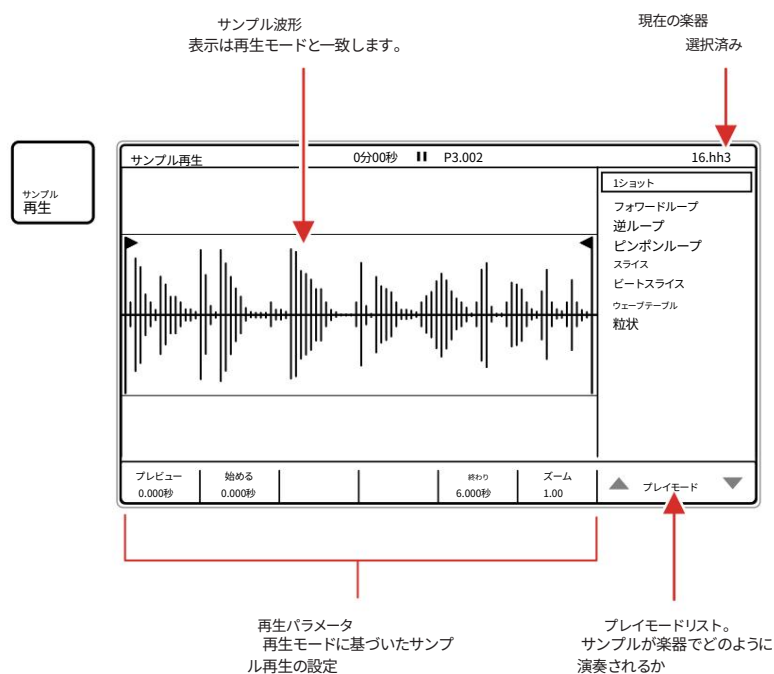 サンプル波形
表示は再生モードと一致します。
現在の楽器
選択済み
サンプル
再生
サンプル再生 0分00秒 P3.002 16.hh3
1ショット
フォワードループ
逆ループ
ピンポンループ
スライス
ビートスライス
ウェーブテーブル
粒状
プレビュー 始める 終わり ズーム
0.000秒 0.000秒 6.000秒 1.00
プレイモード
再生パラメータ
再生モードに基づいたサンプ
ル再生の設定
プレイモードリスト。
サンプルが楽器でどのように
演奏されるか